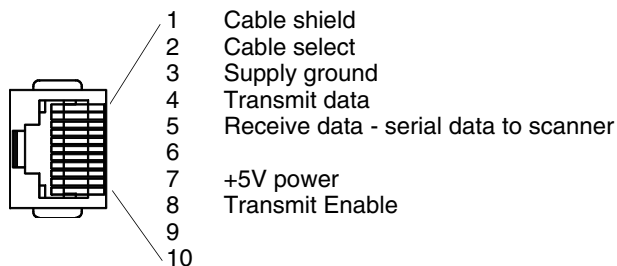 1 Cable shield
2 Cable select
3 Supply ground
4 Transmit data
5 Receive data - serial data to scanner
6
7 +5V power
8 Transmit Enable
9
10